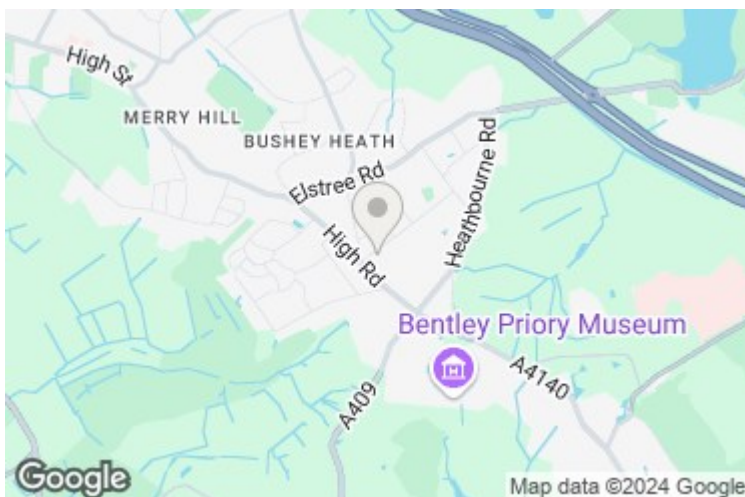 High St
MERRY HILL
BUSHEY HEATH
Elstree Rd
Heathbourne Rd
High Rd
Bentley Priory Museum
A4140
A409
Google
Map data ©2024 Google